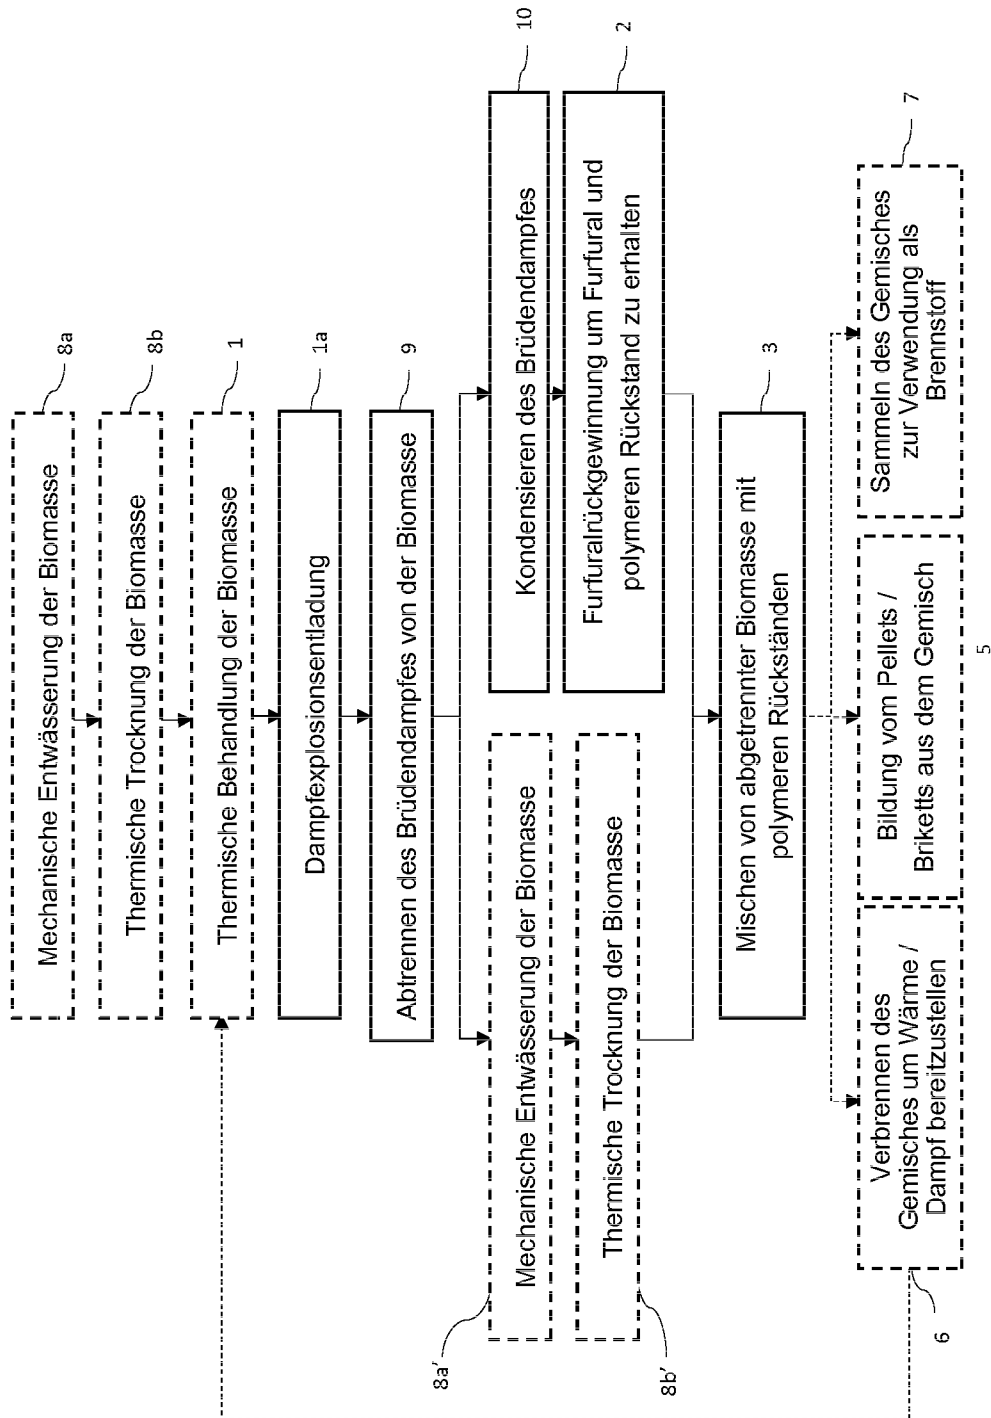 Mechanische Entwässerung der Biomasse
8a
Thermische Trocknung der Biomasse
8b
Thermische Behandlung der Biomasse
1
Dampfexplosionsentladung
1a
Abtrennen des Brüdendampfes von der Biomasse
9
8a'
Mechanische Entwässerung der Biomasse
Kondensieren des Brüdendampfes
10
Thermische Trocknung der Biomasse
8b'
Furfuralrückgewinnung um Furfural und
polymeren Rückstand zu erhalten
2
Mischen von abgetrennter Biomasse mit
polymeren Rückständen
3
Verbrennen des
Gemisches um Wärme /
Dampf bereitzustellen
6
Bildung vom Pellets /
Briketts aus dem Gemisch
5
Sammeln des Gemisches
zur Verwendung als
Brennstoff
7